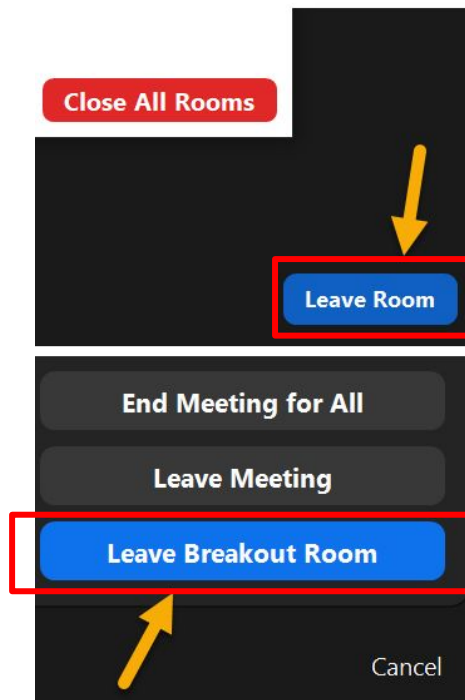 Close All Rooms
Leave Room
End Meeting for All
Leave Meeting
Leave Breakout Room
Cancel